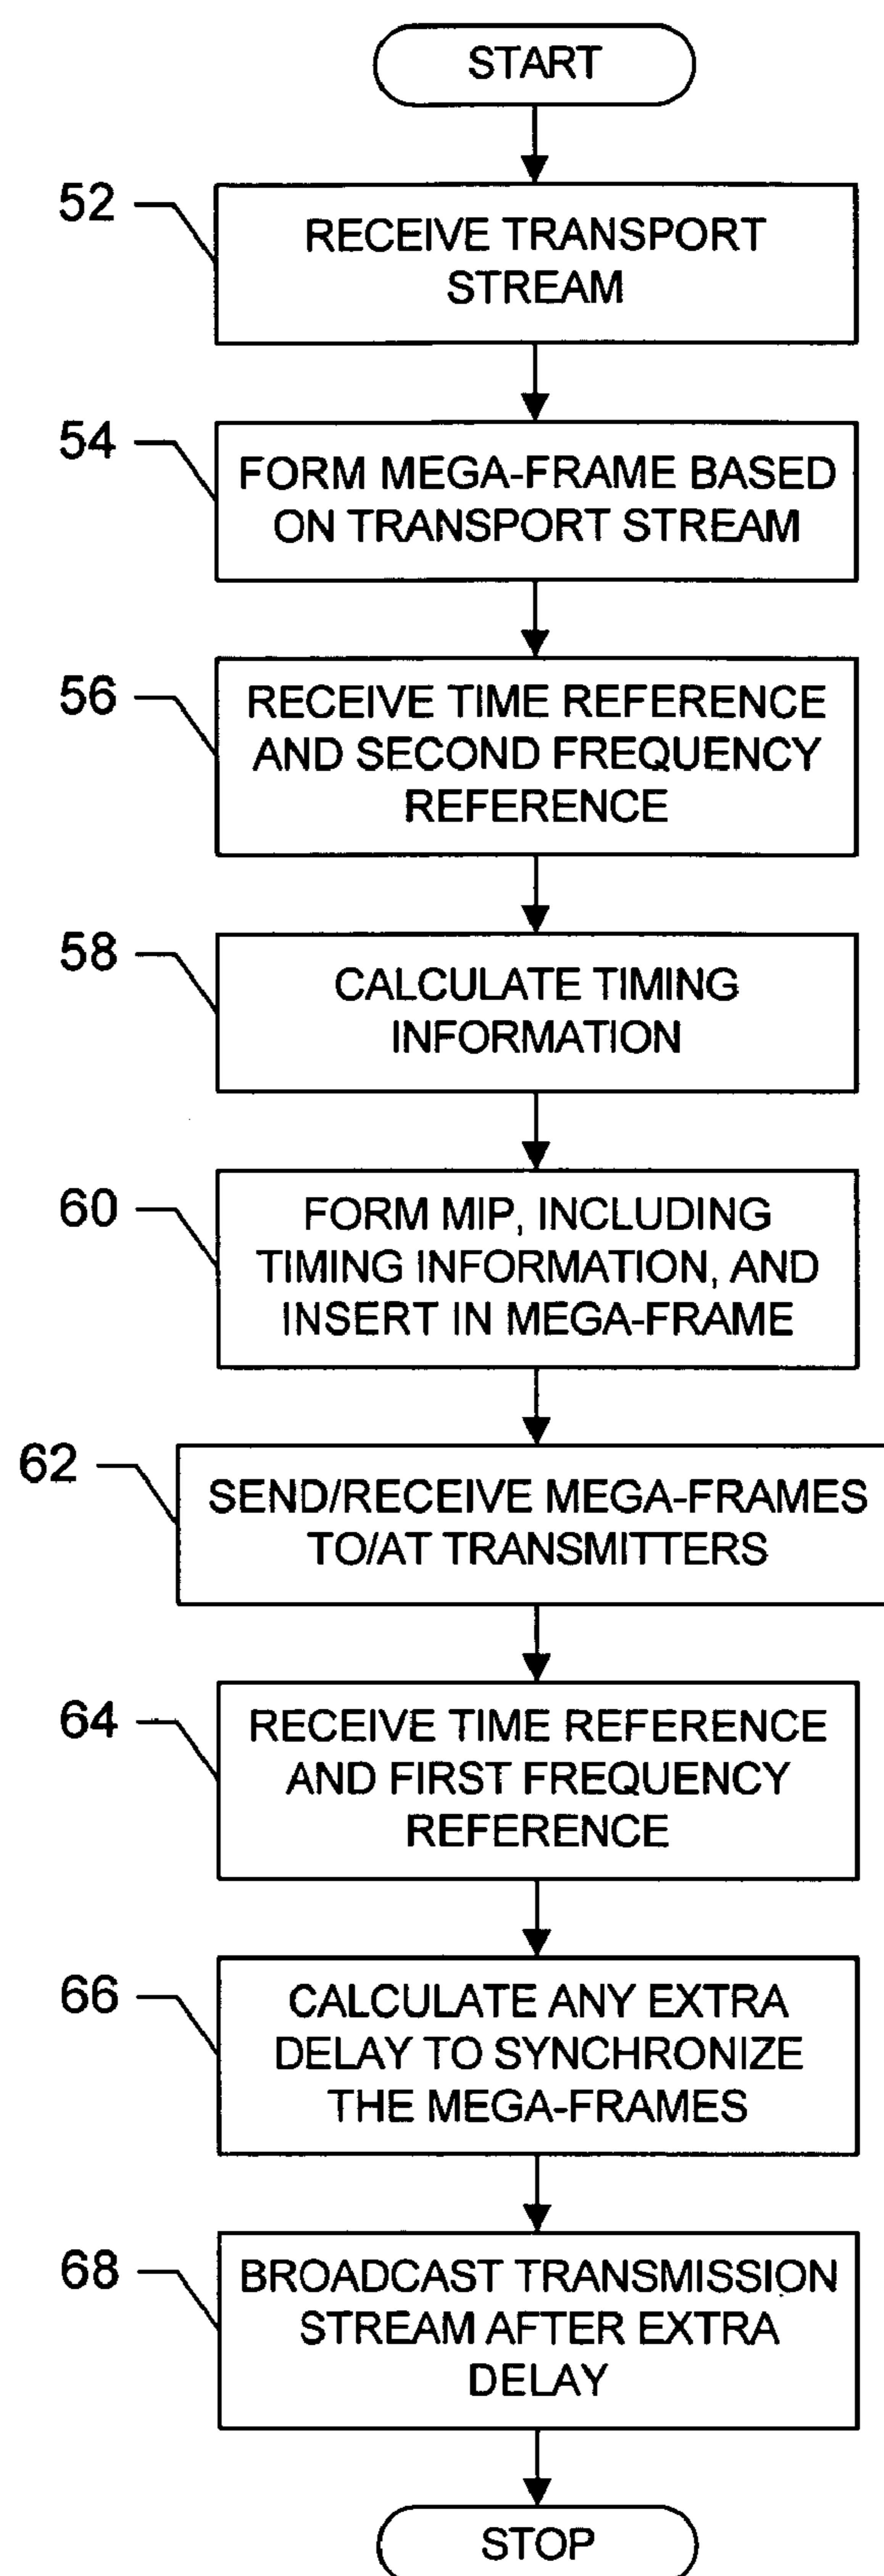 START
52
RECEIVE TRANSPORT
STREAM
54
FORM MEGA-FRAME BASED
ON TRANSPORT STREAM
56
RECEIVE TIME REFERENCE
AND SECOND FREQUENCY
REFERENCE
58
CALCULATE TIMING
INFORMATION
60
FORM MIP, INCLUDING
TIMING INFORMATION, AND
INSERT IN MEGA-FRAME
62
SEND/RECEIVE MEGA-FRAMES
TO/AT TRANSMITTERS
64
RECEIVE TIME REFERENCE
AND FIRST FREQUENCY
REFERENCE
66
CALCULATE ANY EXTRA
DELAY TO SYNCHRONIZE
THE MEGA-FRAMES
68
BROADCAST TRANSMISSION
STREAM AFTER EXTRA
DELAY
STOP